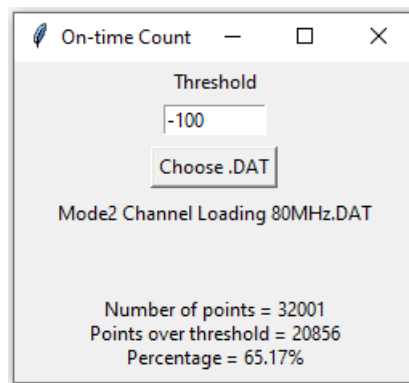 On-time Count
Threshold
-100
Choose .DAT
Mode2 Channel Loading 80MHz.DAT
Number of points = 32001
Points over threshold = 20856
Percentage = 65.17%